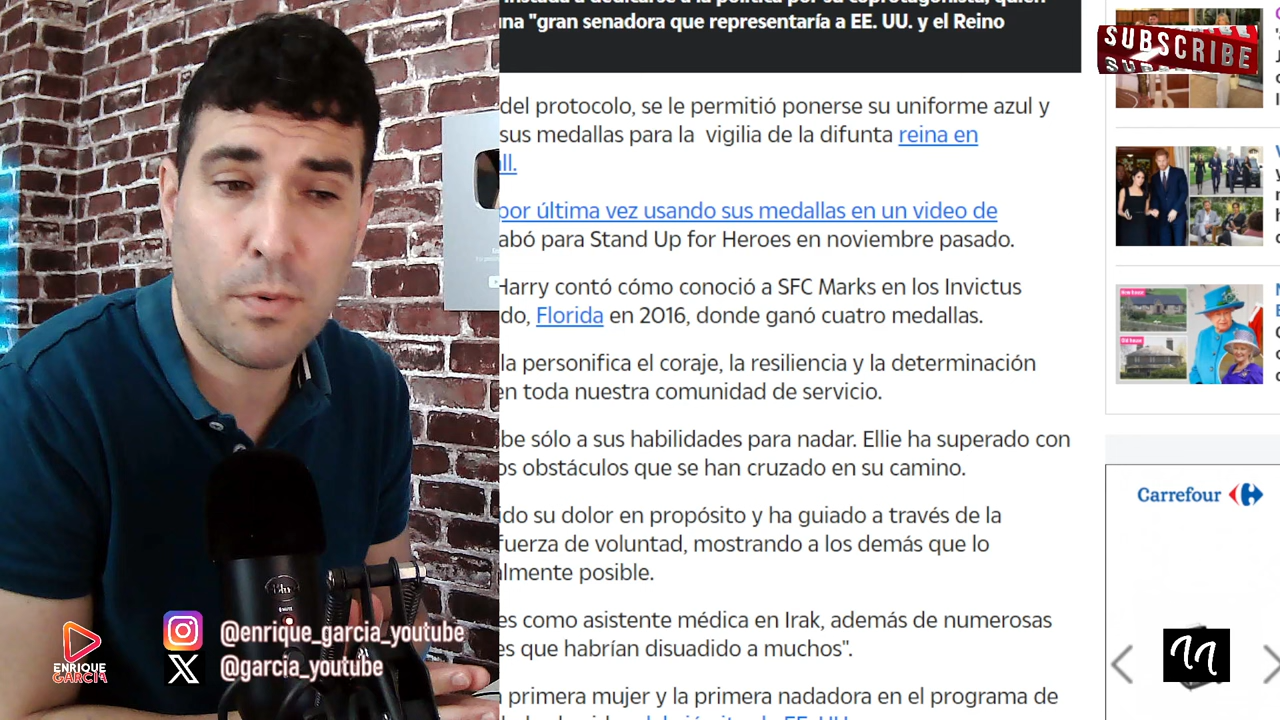 una "gran senadora que representaría a EE. UU. y el Reino
SUBSCRIBE
del protocolo, se le permitió ponerse su uniforme azul y
sus medallas para la vigilia de la difunta reina en
ll.
por última vez usando sus medallas en un video de
abó para Stand Up for Heroes en noviembre pasado.
Harry contó cómo conoció a SFC Marks en los Invictus
do, Florida en 2016, donde ganó cuatro medallas.
la personifica el coraje, la resiliencia y la determinación
en toda nuestra comunidad de servicio.
be sólo a sus habilidades para nadar. Ellie ha superado con
os obstáculos que se han cruzado en su camino.
do su dolor en propósito y ha guiado a través de la
fuerza de voluntad, mostrando a los demás que lo
almente posible.
es como asistente médica en Irak, además de numerosas
es que habrían disuadido a muchos".
primera mujer y la primera nadadora en el programa de
Carrefour
blue
@enrique_garcia_youtube
@garcia_youtube
ENRIQUE
GARCIA